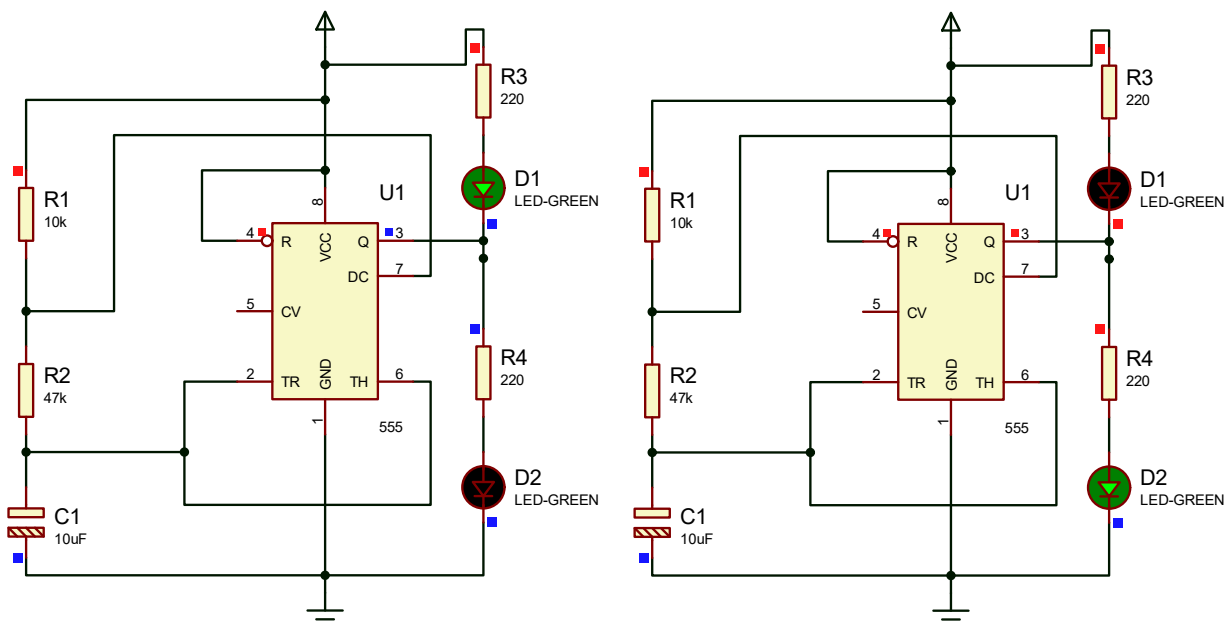 R3
220
R1
10k
U1
D1
LED-GREEN
8
VCC
4
R
Q
3
DC
7
5
CV
R2
47k
R4
220
2
TR
GND
TH
6
1
555
D2
LED-GREEN
C1
10uF
R3
220
R1
10k
U1
D1
LED-GREEN
8
VCC
4
R
Q
3
DC
7
5
CV
R2
47k
R4
220
2
TR
GND
TH
6
1
555
D2
LED-GREEN
C1
10uF